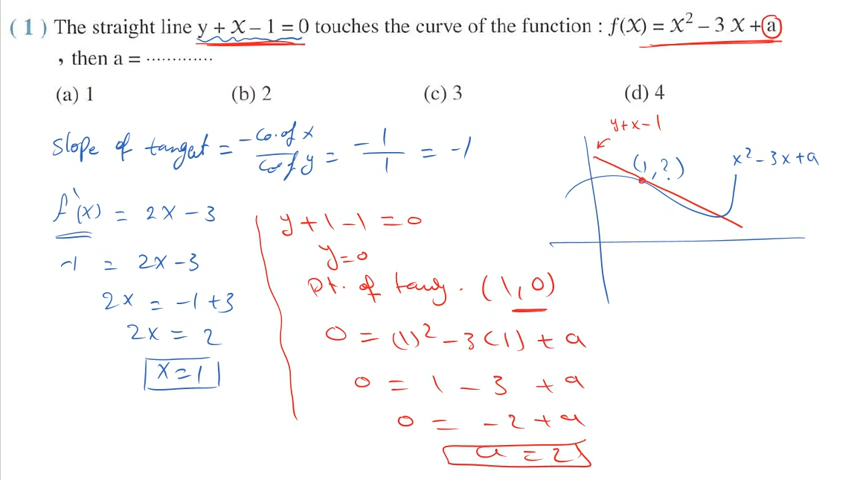 (1) The straight line y + X − 1 = 0 touches the curve of the function : f(X) = X² − 3 X + a
, then a = .............
(a) 1 (b) 2 (c) 3 (d) 4
Slope of tangat = -Co. of x / Co of y = -1/1 = -1
f`(x) = 2x - 3
-1 = 2x - 3
2x = -1 + 3
2x = 2
x = 1
y + 1 - 1 = 0
y = 0
Pt. of tang. (1, 0)
0 = (1)² - 3(1) + a
0 = 1 - 3 + a
0 = -2 + a
a = 2
y + x - 1
(1, ?)
x² - 3x + a